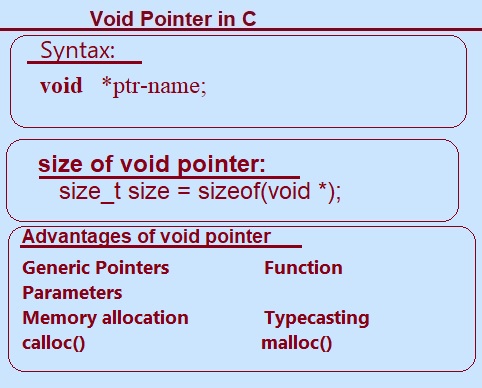 Void Pointer in C
Syntax:
void *ptr-name;
size of void pointer:
size_t size = sizeof(void *);
Advantages of void pointer
Generic Pointers Function
Parameters
Memory allocation Typecasting
calloc() malloc()